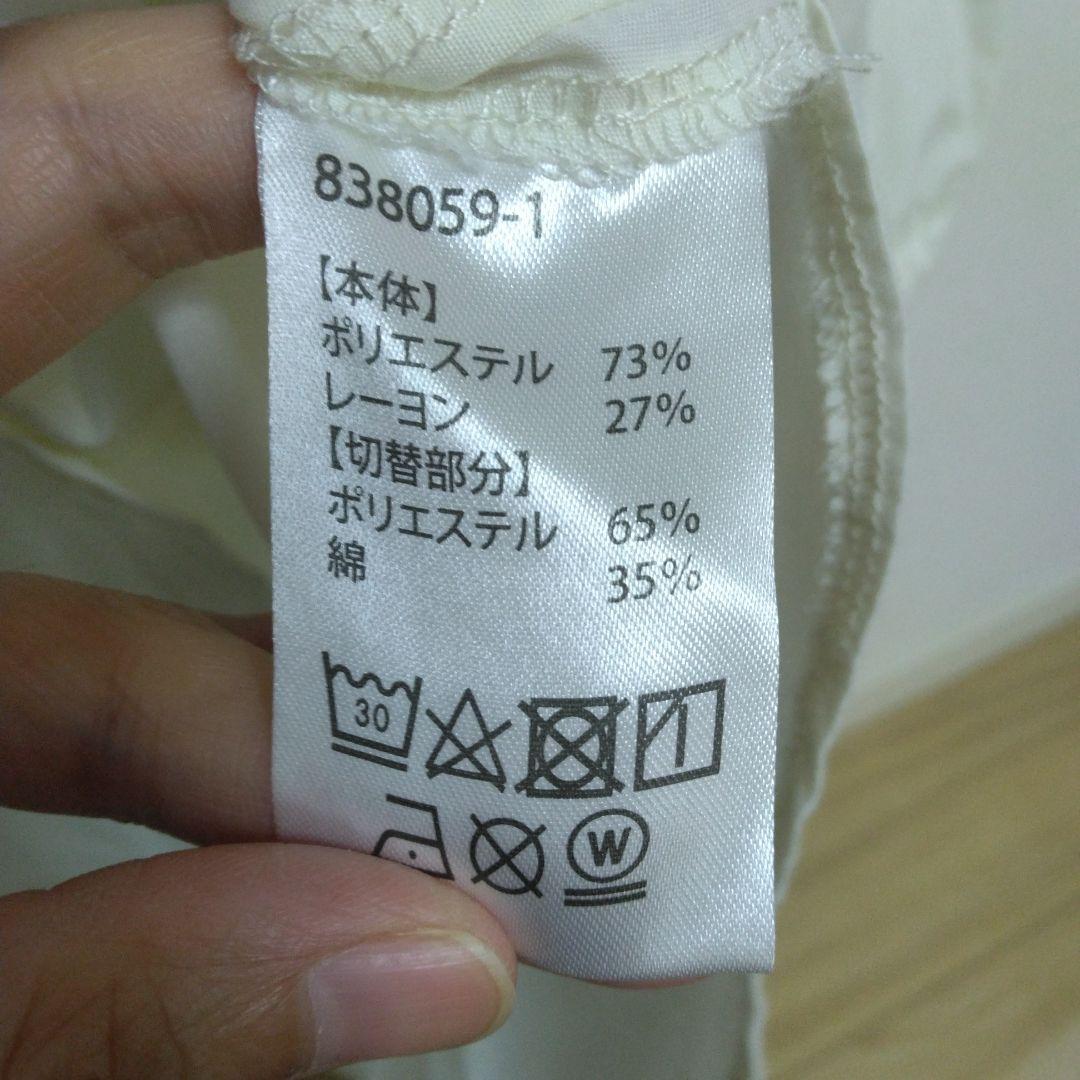 838059-1
【本体】
ポリエステル 73%
レーヨン 27%
【切替部分】
ポリエステル 65%
綿 35%
30
W